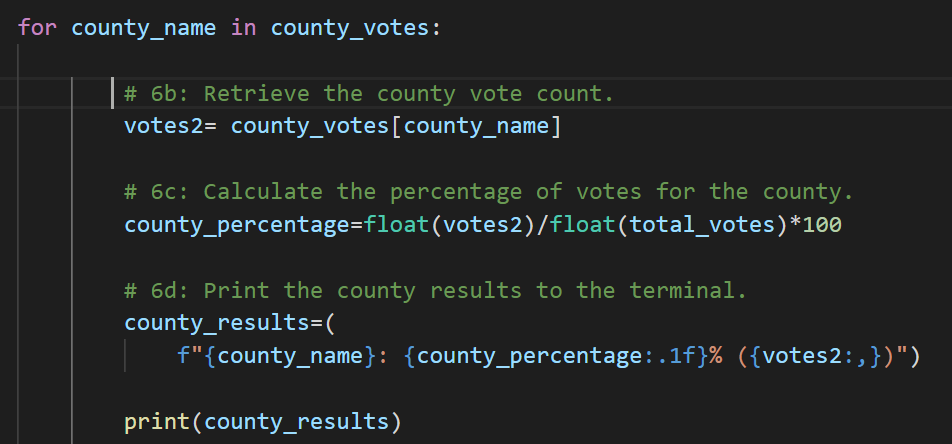 for county_name in county_votes:
# 6b: Retrieve the county vote count.
votes2= county_votes[county_name]
# 6c: Calculate the percentage of votes for the county.
county_percentage=float(votes2)/float(total_votes)*100
# 6d: Print the county results to the terminal.
county_results=(
f"{county_name}: {county_percentage:.1f}% ({votes2:,})")
print(county_results)